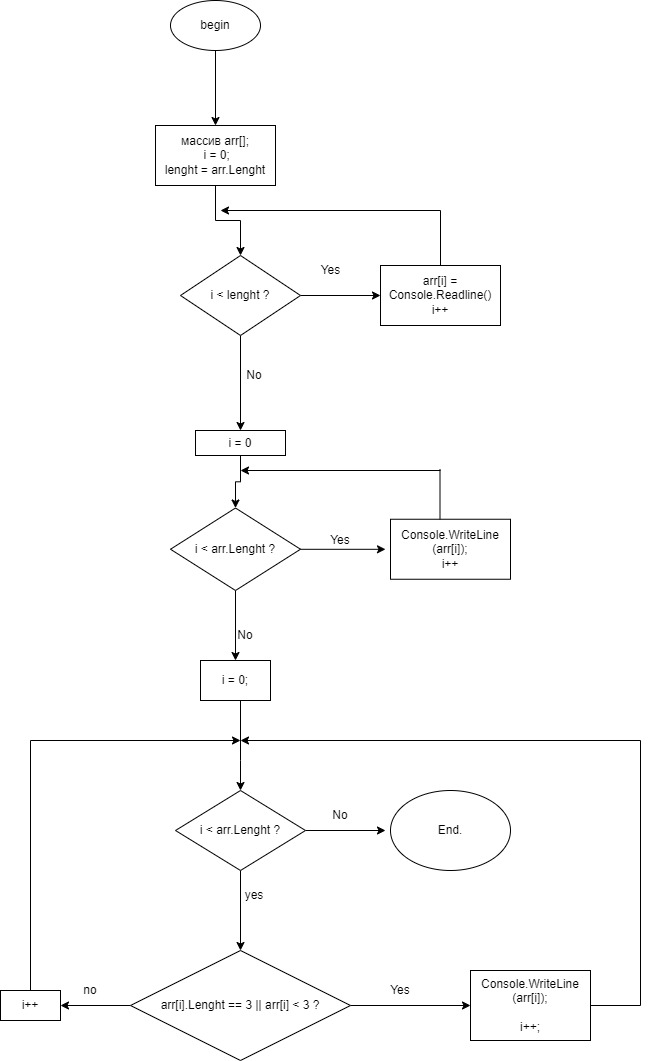 begin
массив arr[];
i = 0;
lenght = arr.Lenght
i < lenght ?
Yes
arr[i] =
Console.Readline()
i++
No
i = 0
i < arr.Lenght ?
Yes
Console.WriteLine
(arr[i]);
i++
No
i = 0;
i < arr.Lenght ?
No
End.
yes
arr[i].Lenght == 3 || arr[i] < 3 ?
no
i++
Yes
Console.WriteLine
(arr[i]);
i++;